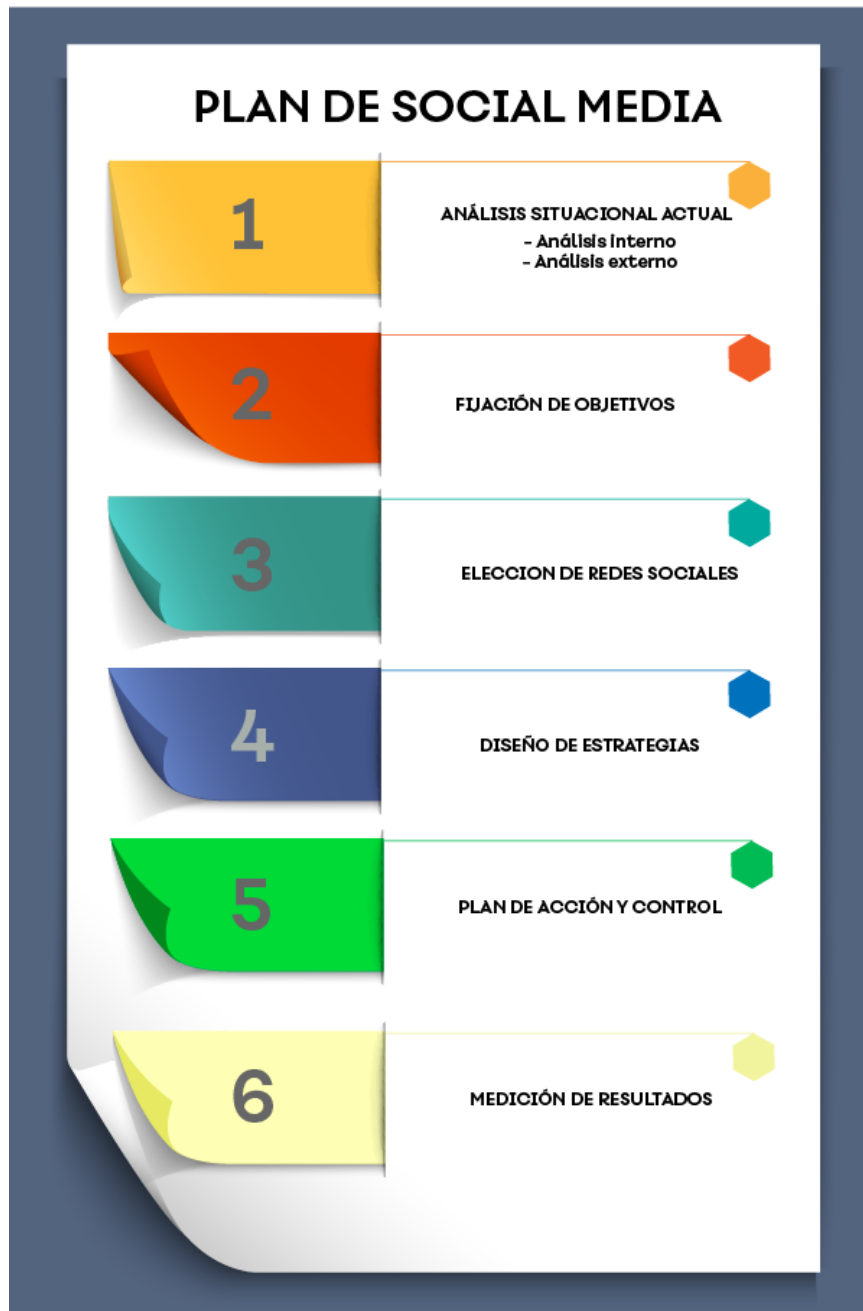 PLAN DE SOCIAL MEDIA
1
ANÁLISIS SITUACIONAL ACTUAL
- Análisis interno
- Análisis externo
2
FIJACIÓN DE OBJETIVOS
3
ELECCION DE REDES SOCIALES
4
DISEÑO DE ESTRATEGIAS
5
PLAN DE ACCIÓN Y CONTROL
6
MEDICIÓN DE RESULTADOS